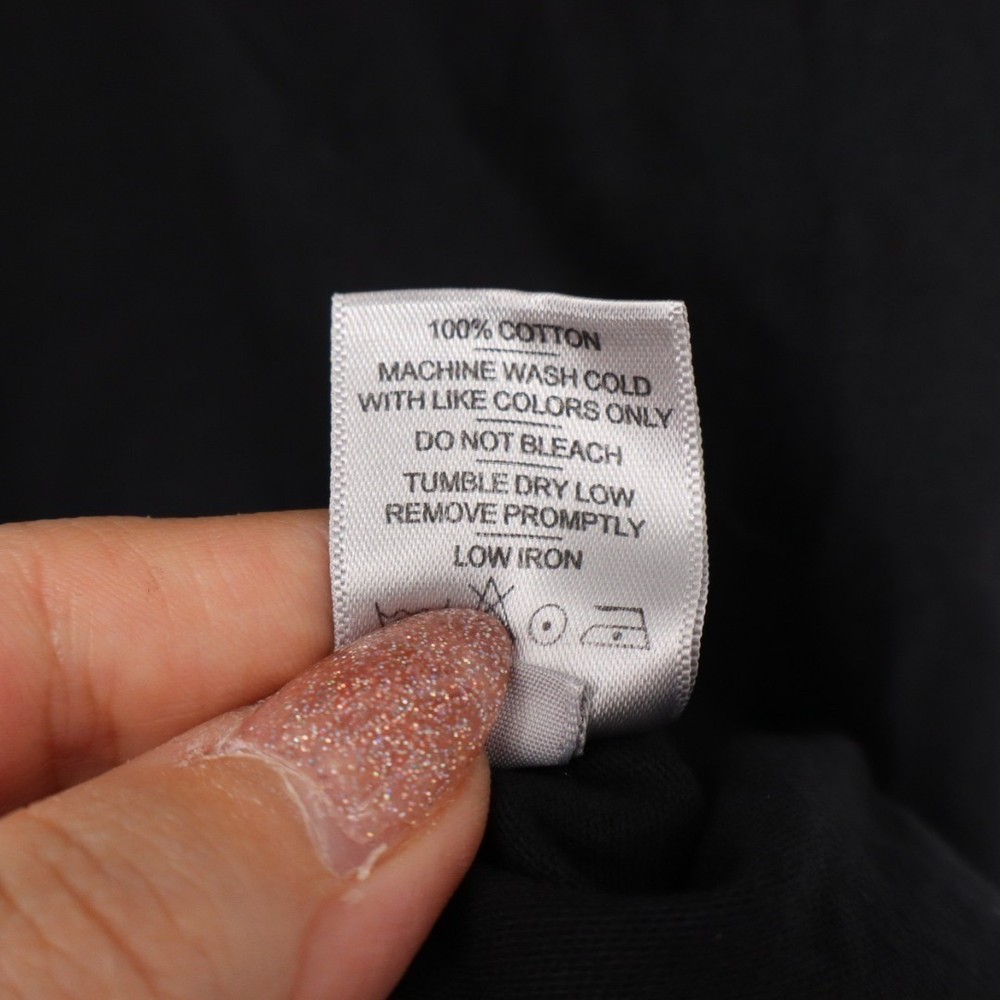 100% COTTON
MACHINE WASH COLD
WITH LIKE COLORS ONLY
DO NOT BLEACH
TUMBLE DRY LOW
REMOVE PROMPTLY
LOW IRON